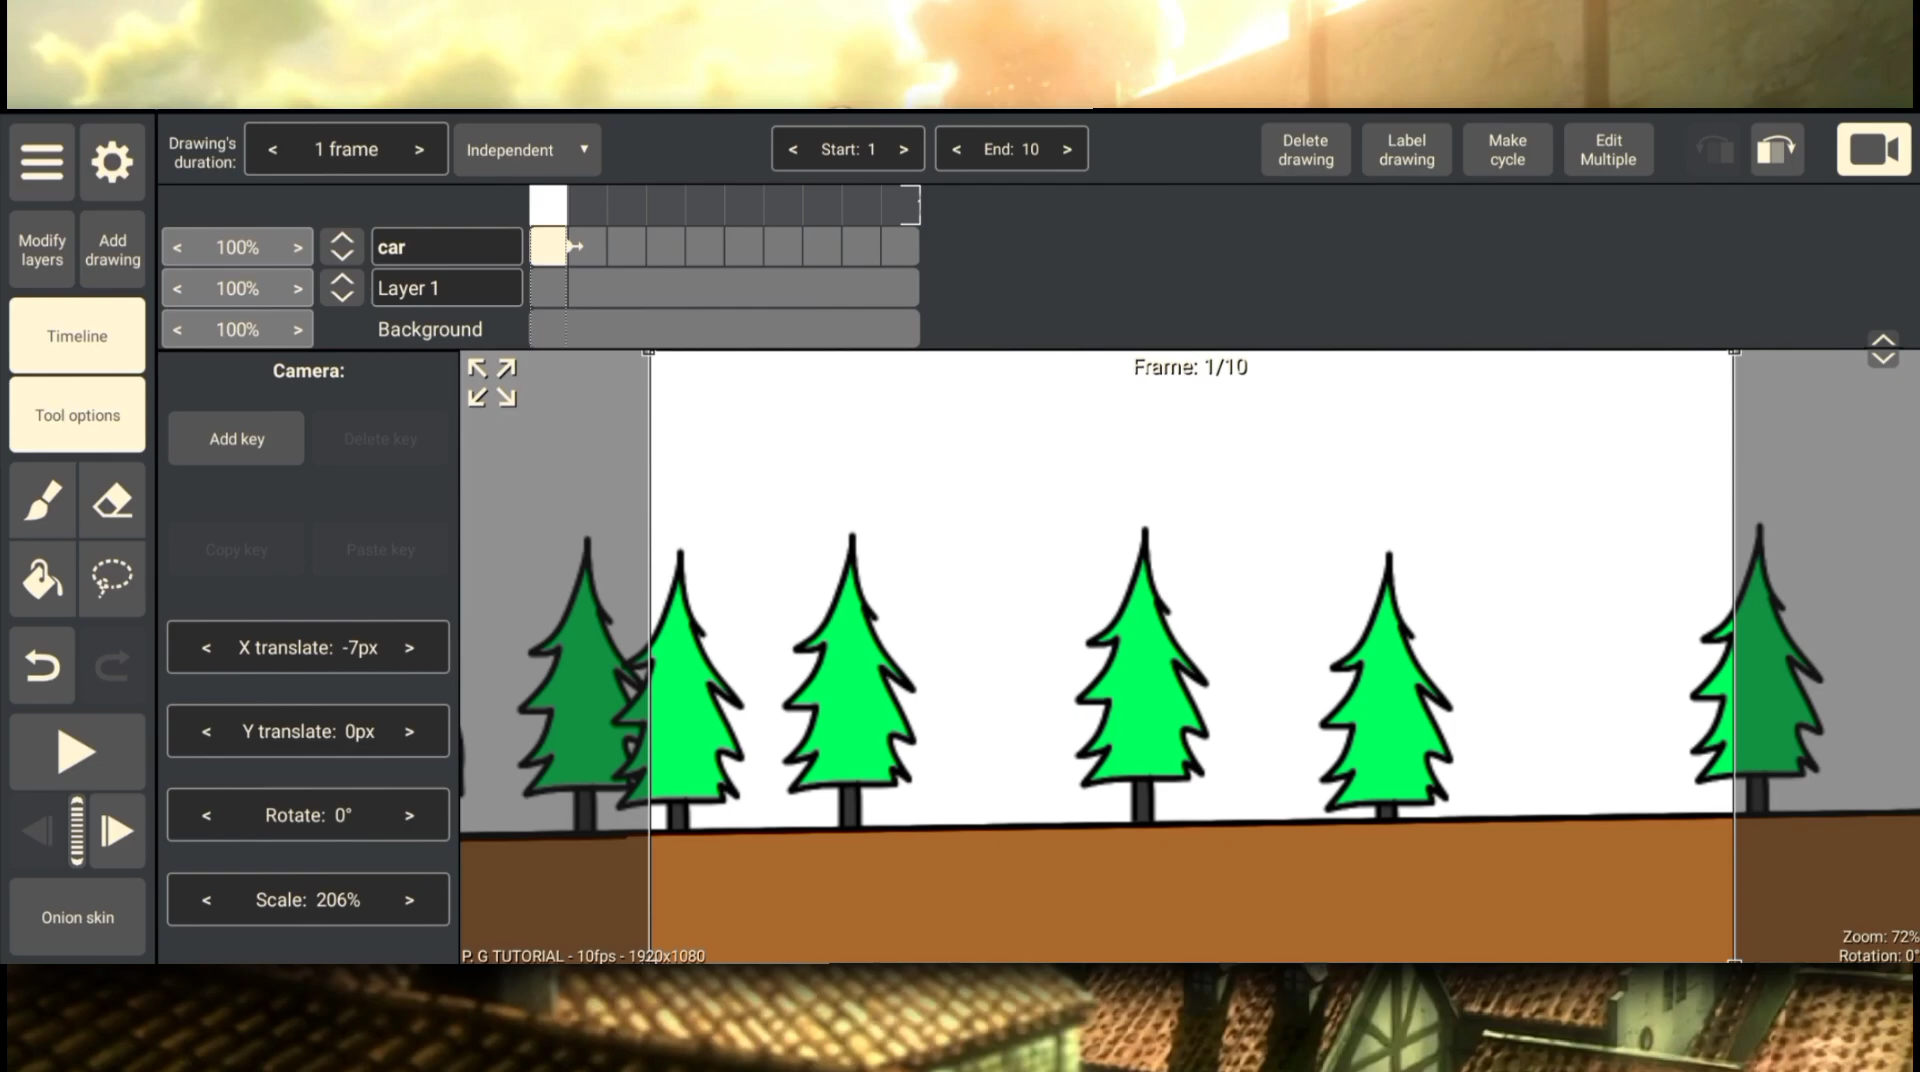 Drawing's
duration:
< 1 frame >
Independent
< Start: 1 >
< End: 10 >
Delete
drawing
Label
drawing
Make
cycle
Edit
Multiple
Modify
layers
Add
drawing
< 100% >
car
< 100% >
Layer 1
< 100% >
Background
Timeline
Tool options
Camera:
Frame: 1/10
Add key
Delete key
Copy key
Paste key
< X translate: -7px >
< Y translate: 0px >
< Rotate: 0° >
< Scale: 206% >
Onion skin
P. G TUTORIAL - 10fps - 1920x1080
Zoom: 72%
Rotation: 0°